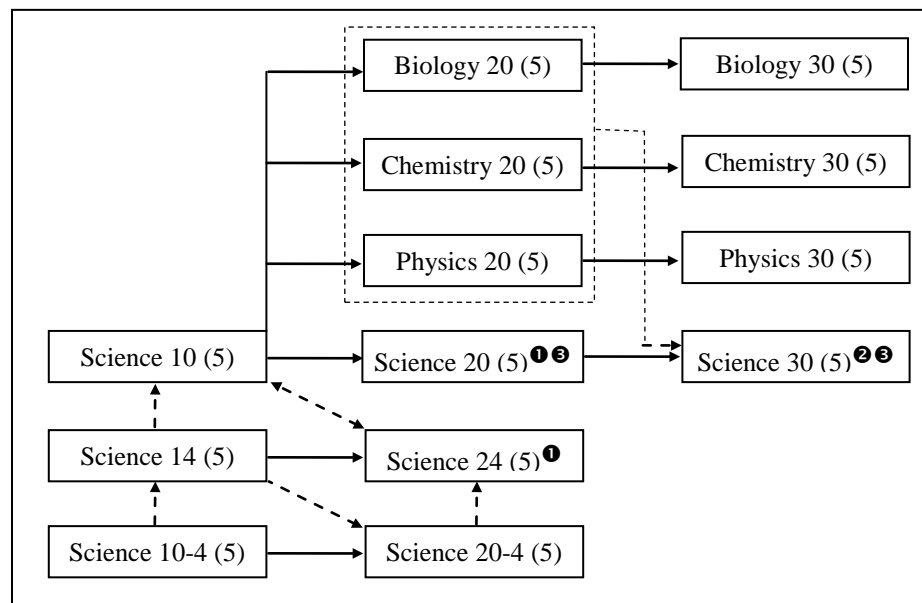 Biology 20 (5)
Biology 30 (5)
Chemistry 20 (5)
Chemistry 30 (5)
Physics 20 (5)
Physics 30 (5)
Science 10 (5)
Science 20 (5)❶❸
Science 30 (5)❷❸
Science 14 (5)
Science 24 (5)❶
Science 10-4 (5)
Science 20-4 (5)